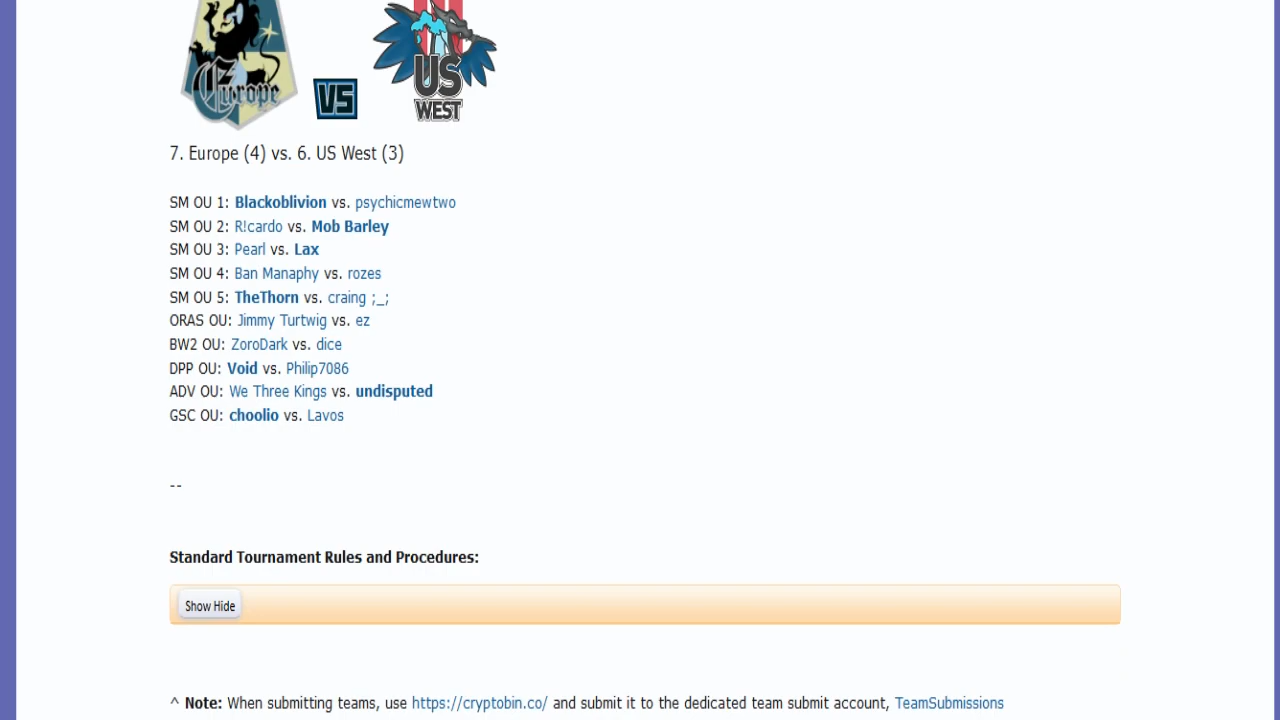 Europe VS US WEST
7. Europe (4) vs. 6. US West (3)
SM OU 1: Blackoblivion vs. psychicmewtwo
SM OU 2: R!cardo vs. Mob Barley
SM OU 3: Pearl vs. Lax
SM OU 4: Ban Manaphy vs. rozes
SM OU 5: TheThorn vs. craing ;_;
ORAS OU: Jimmy Turtwig vs. ez
BW2 OU: ZoroDark vs. dice
DPP OU: Void vs. Philip7086
ADV OU: We Three Kings vs. undisputed
GSC OU: choolio vs. Lavos
--
Standard Tournament Rules and Procedures:
Show Hide
^ Note: When submitting teams, use https://cryptobin.co/ and submit it to the dedicated team submit account, TeamSubmissions